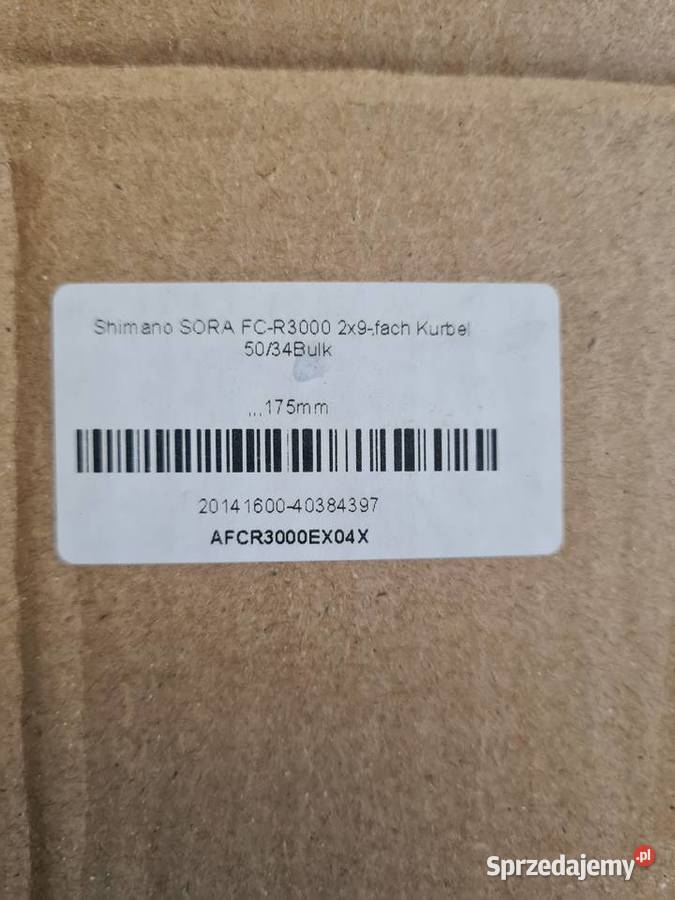 Shimano SORA FC-R3000 2x9-fach Kurbel
50/34Bulk
,,,175mm
20141600-40384397
AFCR3000EX04X
Sprzedajemy.pl